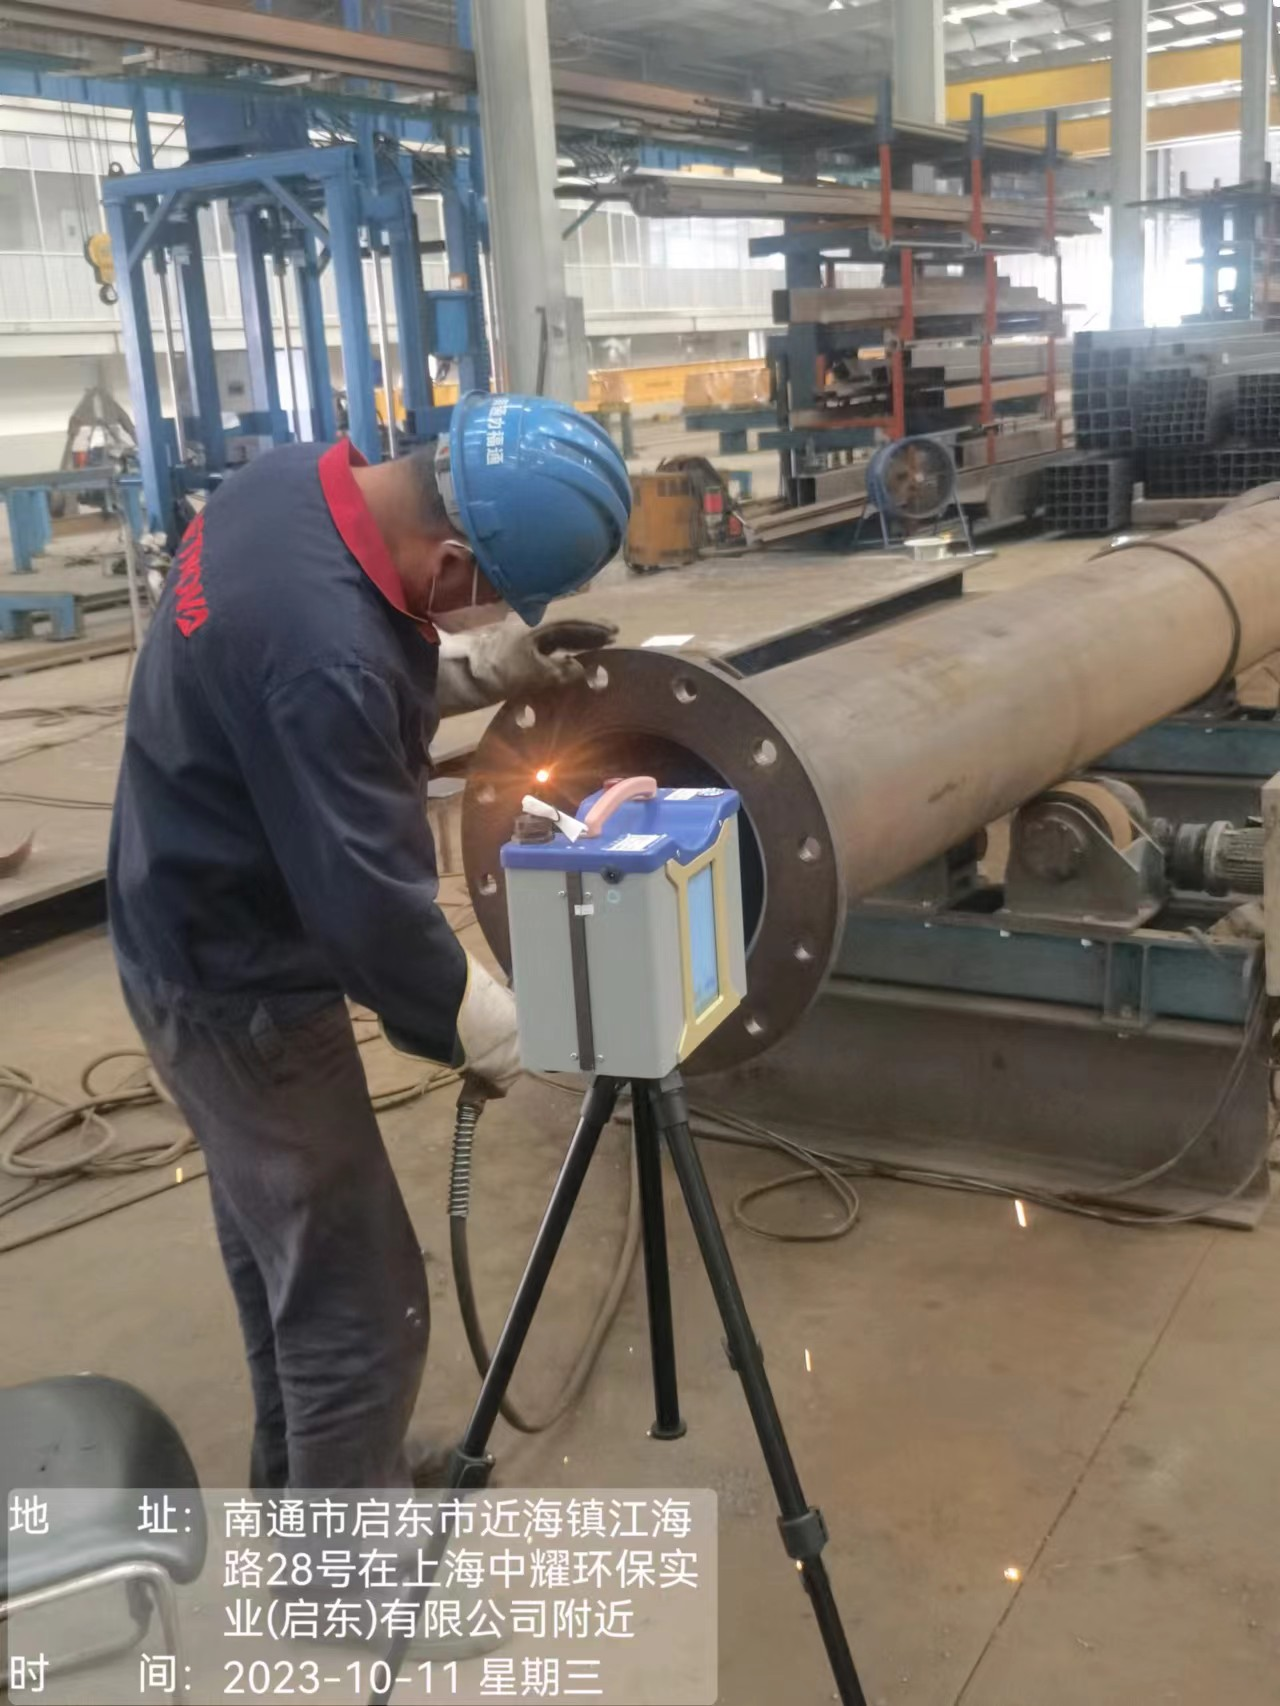 地 址: 南通市启东市近海镇江海
路28号在上海中耀环保实
业(启东)有限公司附近
时 间: 2023-10-11 星期三